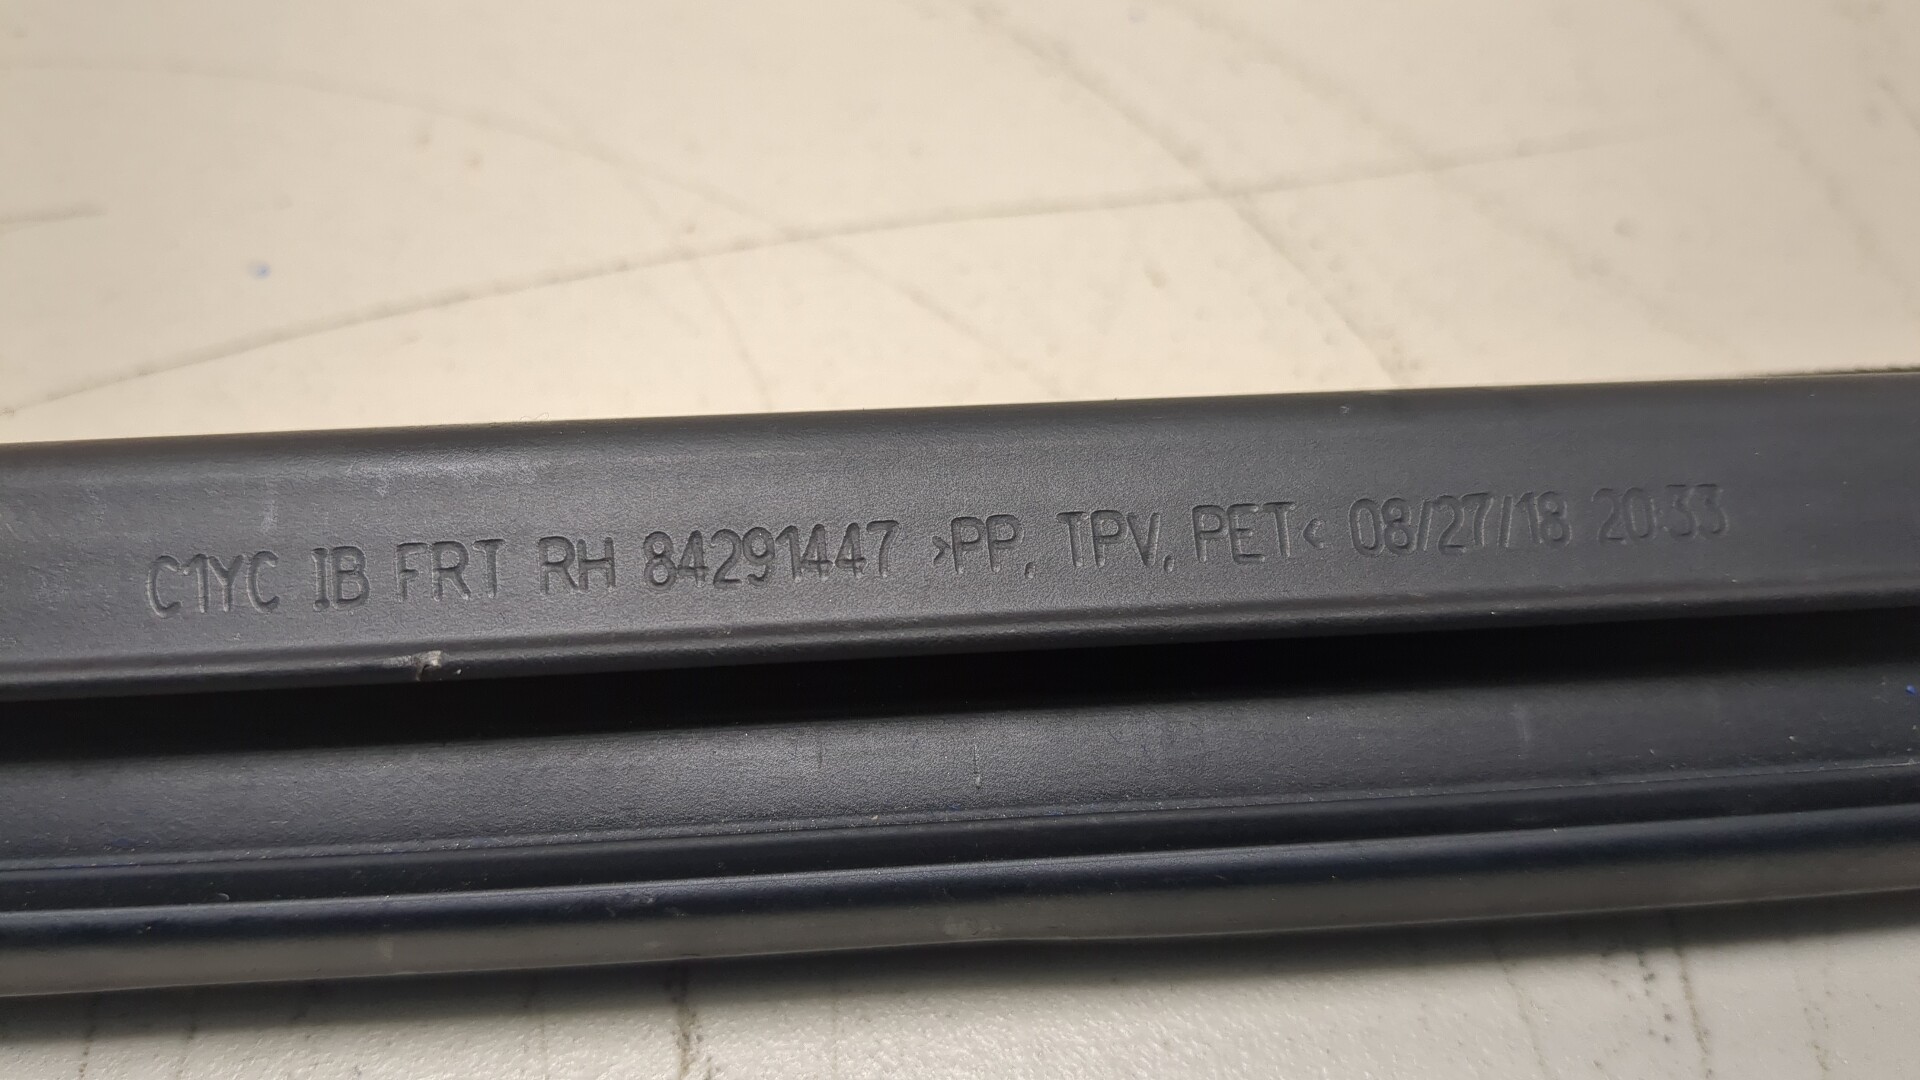 C1YC IB FRT RH 84291447 >PP, TPV, PET< 08/27/18 20:33